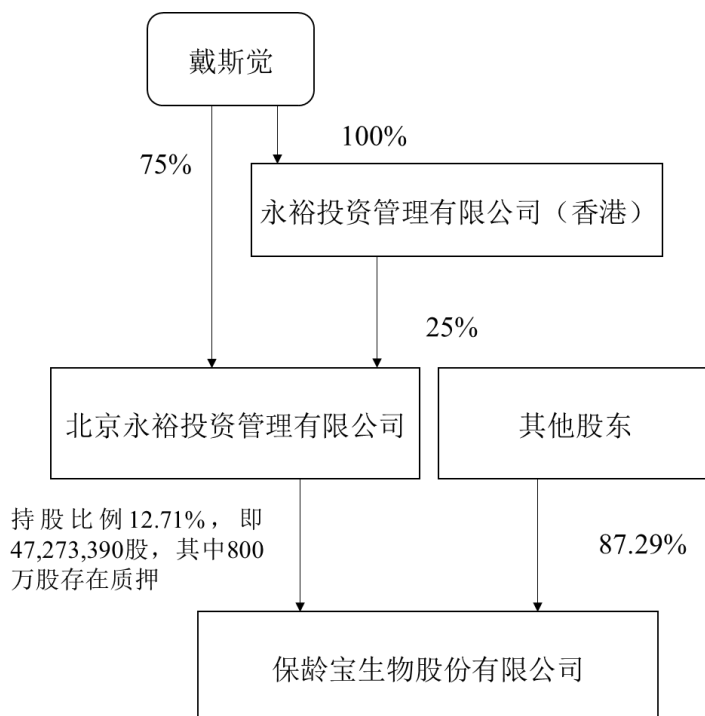 戴斯觉
100%
75%
永裕投资管理有限公司（香港）
25%
北京永裕投资管理有限公司
其他股东
持股比例12.71%，即
47,273,390股，其中800
万股存在质押
87.29%
保龄宝生物股份有限公司